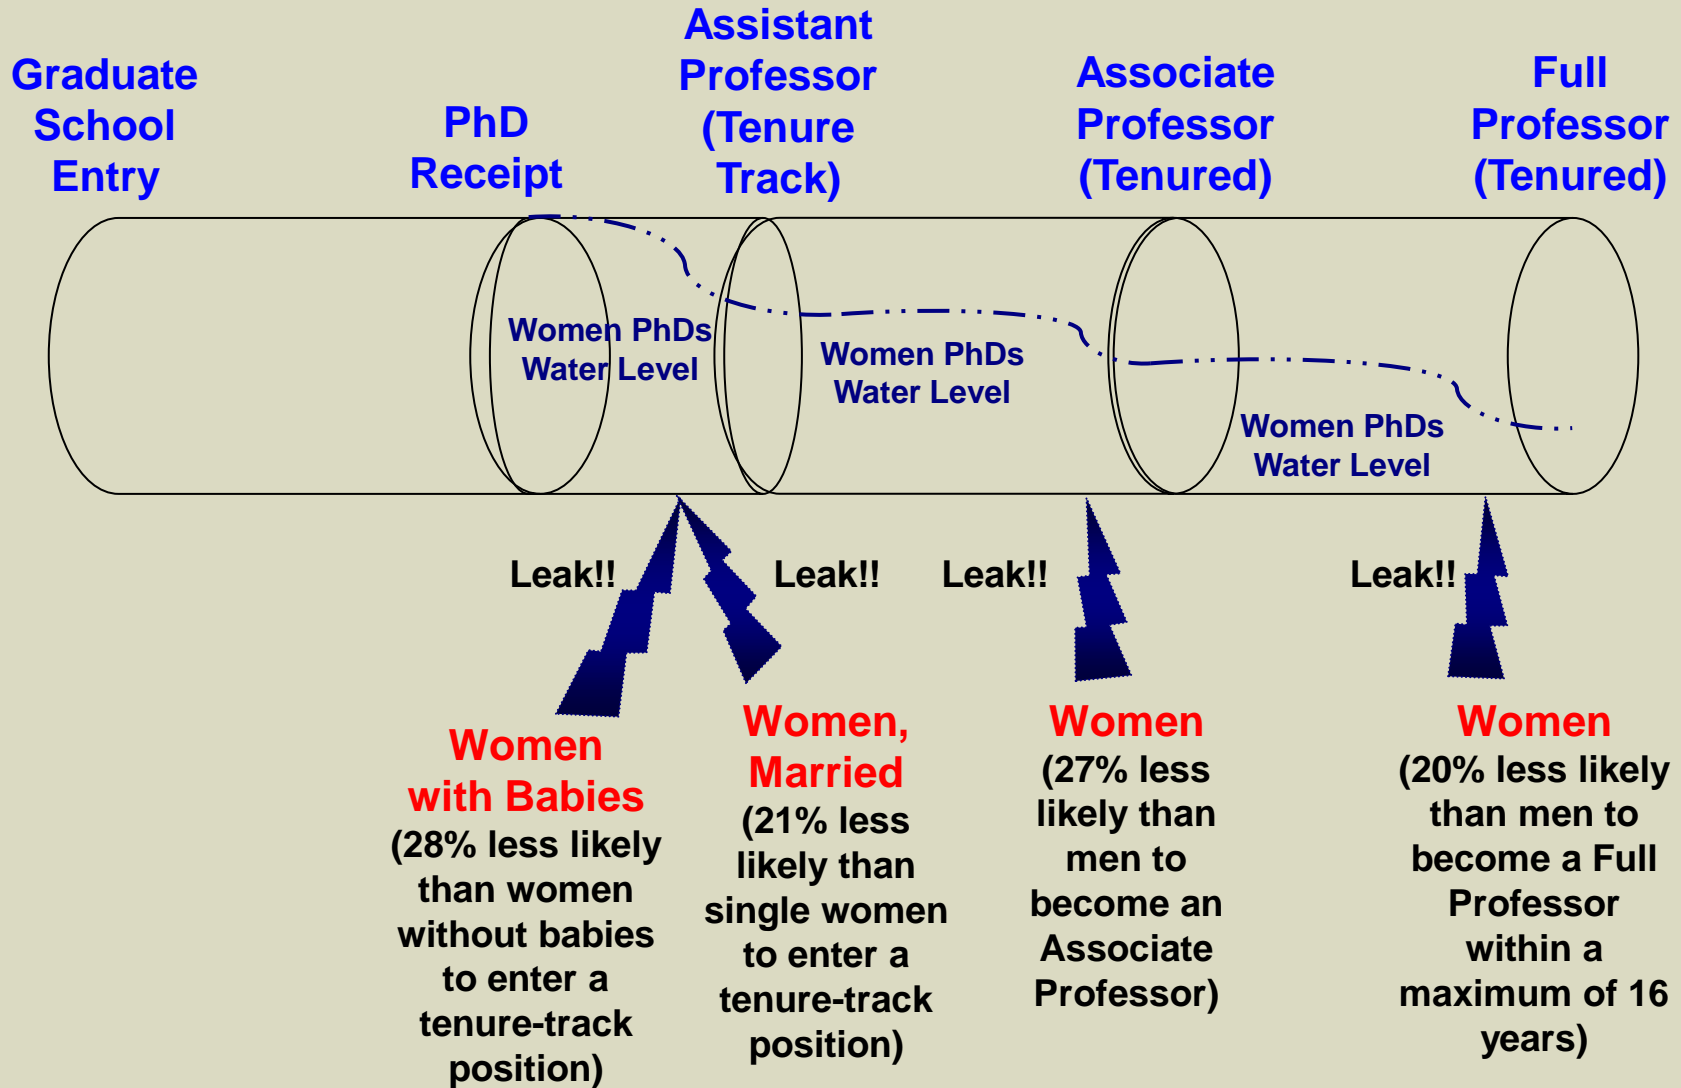 Graduate
School
Entry
PhD
Receipt
Assistant
Professor
(Tenure
Track)
Associate
Professor
(Tenured)
Full
Professor
(Tenured)
Women PhDs
Water Level
Women PhDs
Water Level
Women PhDs
Water Level
Leak!!
Leak!!
Leak!!
Leak!!
Women
with Babies
(28% less likely
than women
without babies
to enter a
tenure-track
position)
Women,
Married
(21% less
likely than
single women
to enter a
tenure-track
position)
Women
(27% less
likely than
men to
become an
Associate
Professor)
Women
(20% less likely
than men to
become a Full
Professor
within a
maximum of 16
years)